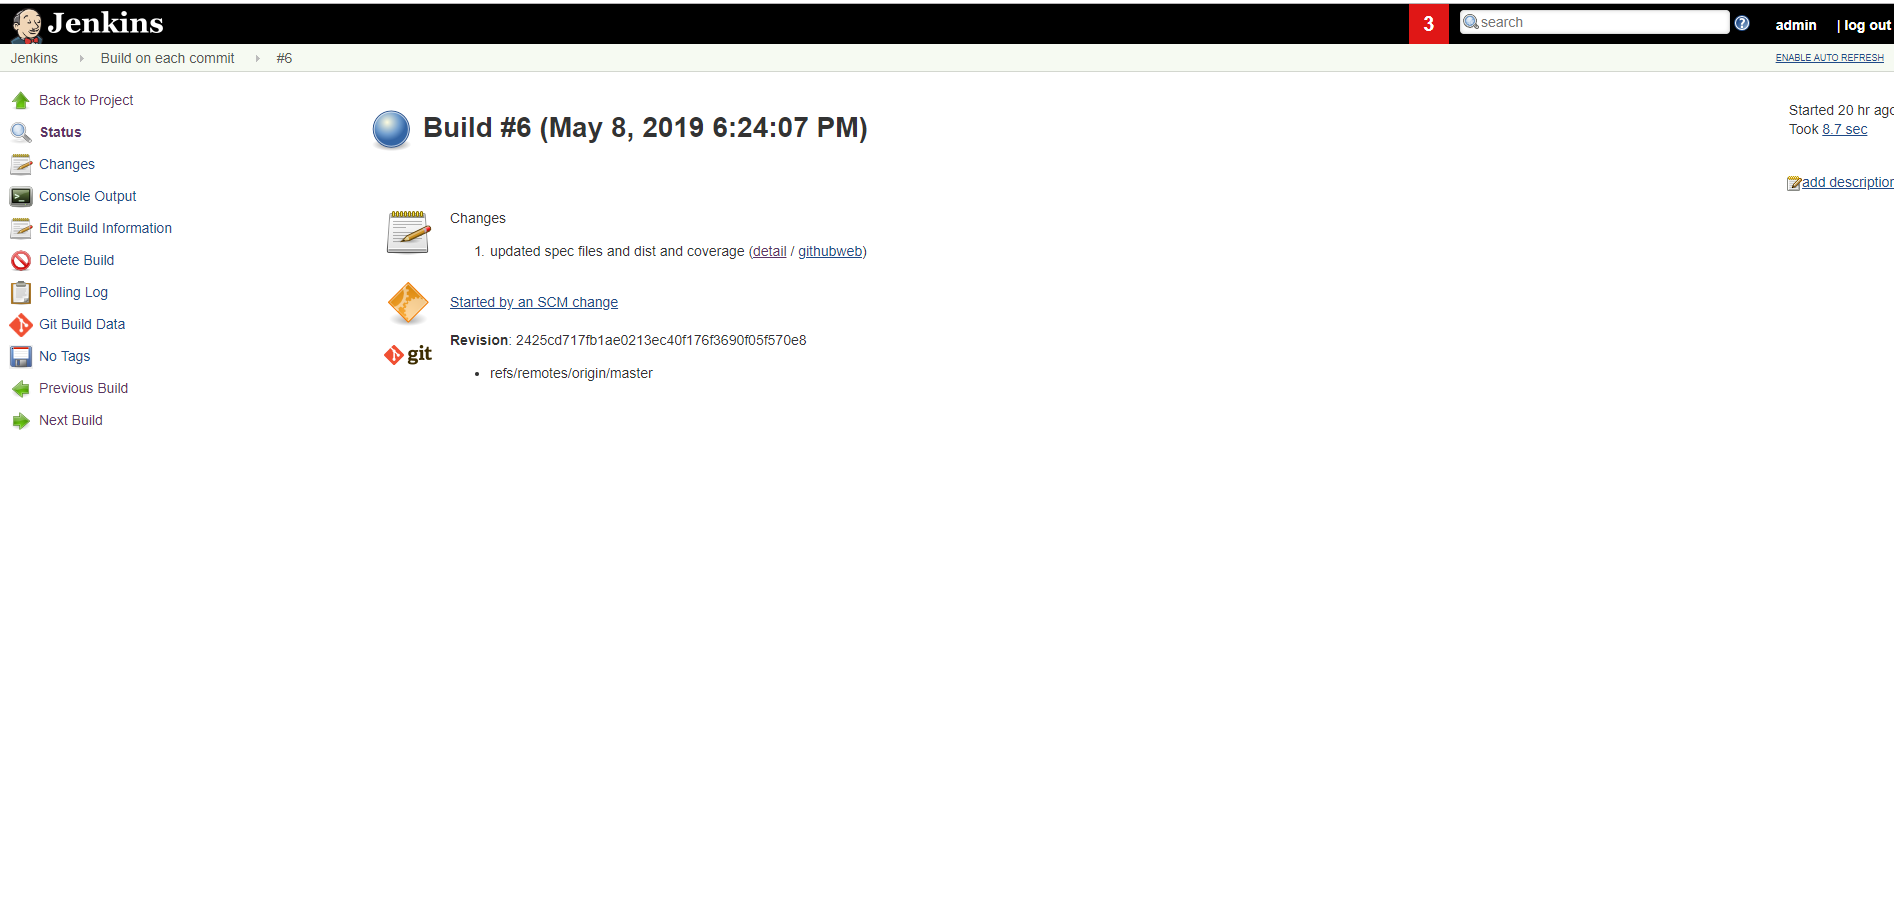 Jenkins
3
search
admin
| log out
Jenkins
Build on each commit
#6
ENABLE AUTO REFRESH
Back to Project
Status
Changes
Console Output
Edit Build Information
Delete Build
Polling Log
Git Build Data
No Tags
Previous Build
Next Build
Build #6 (May 8, 2019 6:24:07 PM)
Started 20 hr ago
Took 8.7 sec
add description
Changes
1. updated spec files and dist and coverage (detail / githubweb)
Started by an SCM change
git
Revision: 2425cd717fb1ae0213ec40f176f3690f05f570e8
• refs/remotes/origin/master